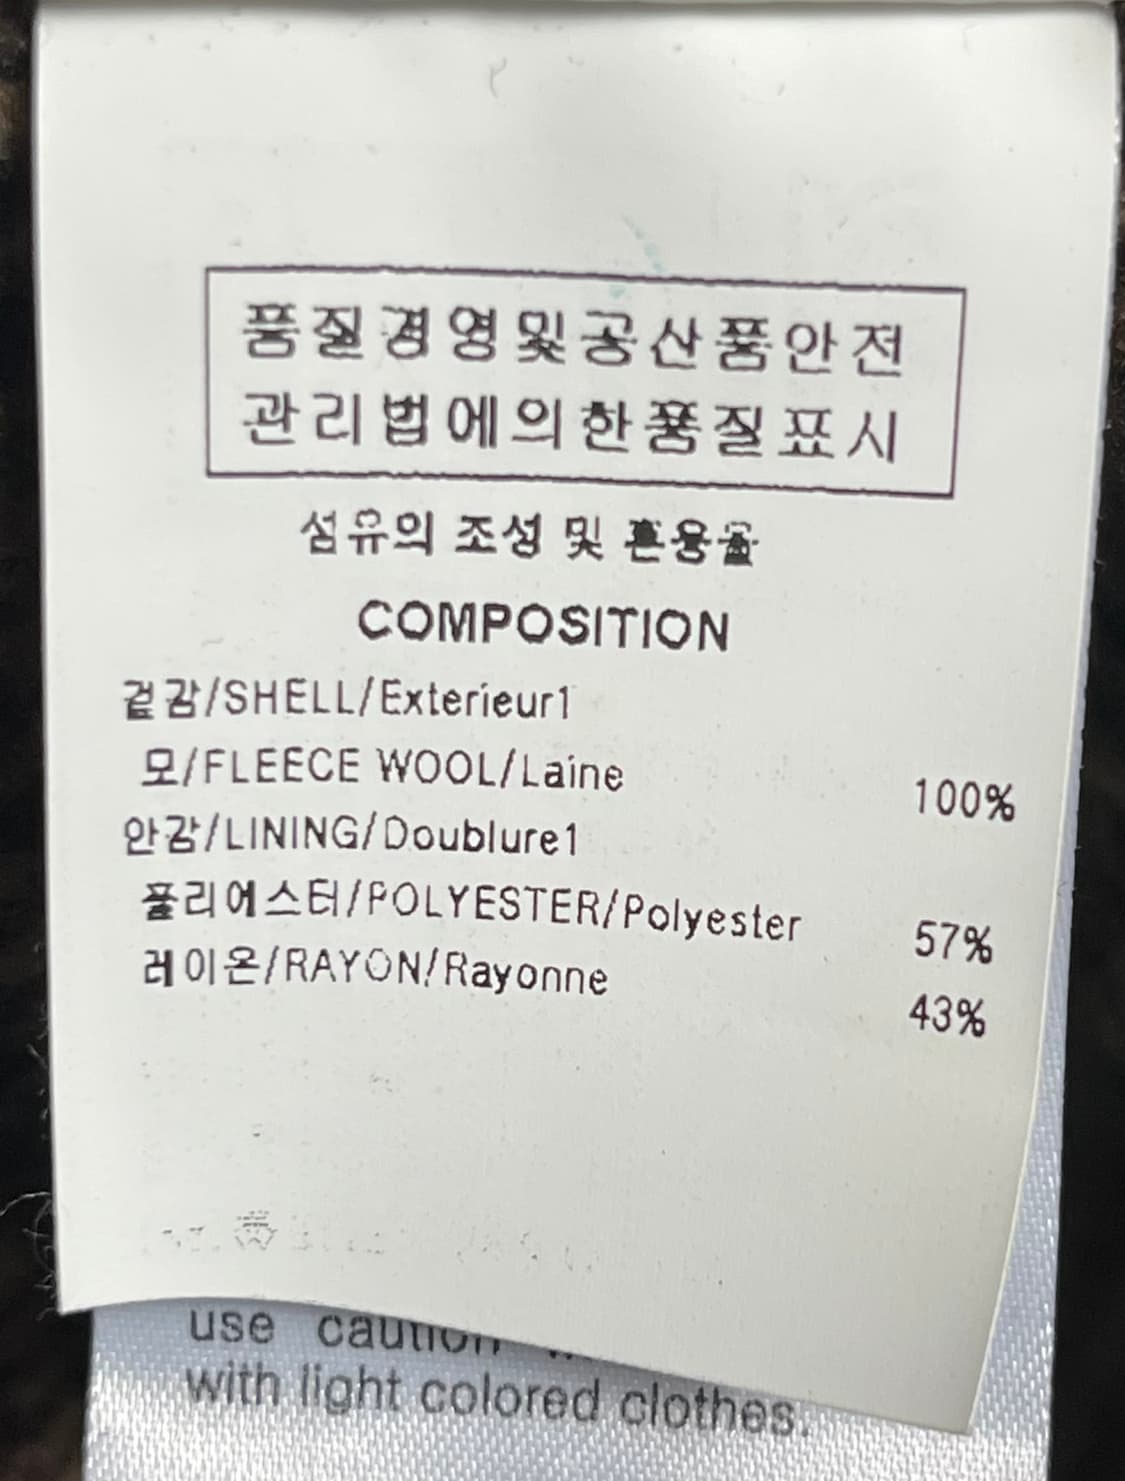 품질경영및공산품안전
관리법에의한품질표시
섬유의 조성 및 혼용율
COMPOSITION
겉감/SHELL/Exterieur1
모/FLEECE WOOL/Laine 100%
안감/LINING/Doublure1
폴리에스터/POLYESTER/Polyester 57%
레이온/RAYON/Rayonne 43%
use caution
with light colored clothes.